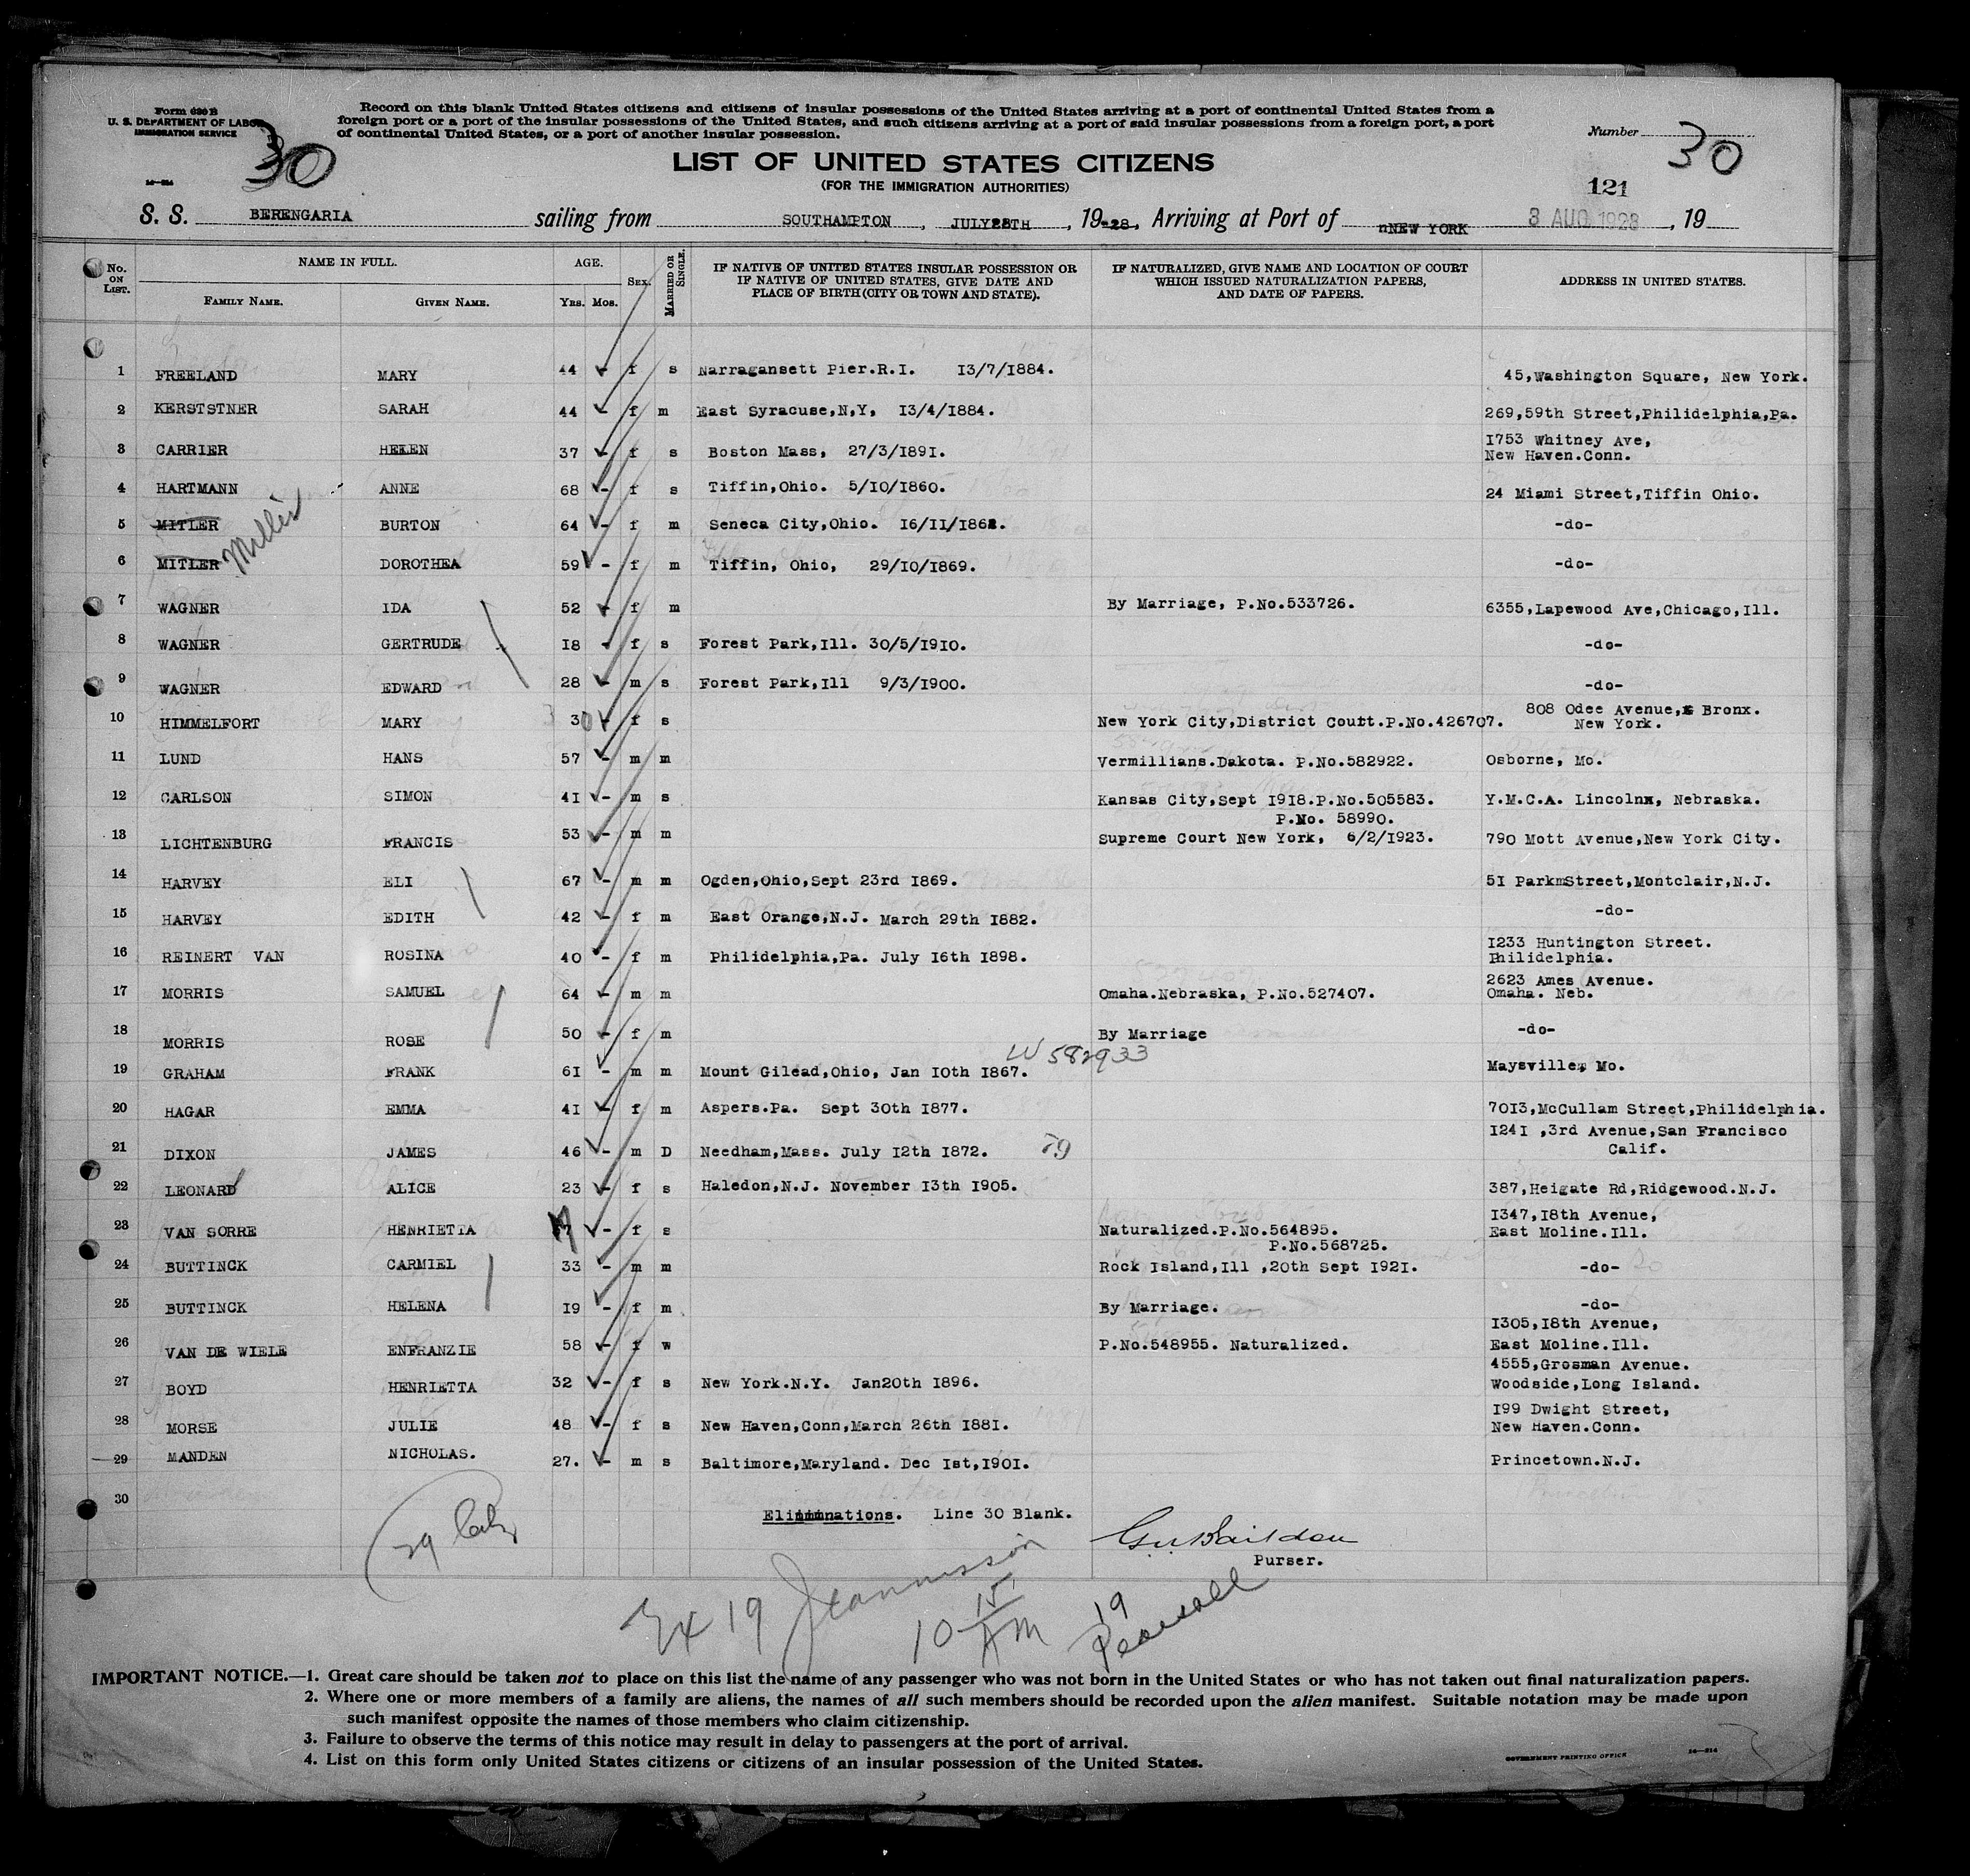 Form 630 B
U. S. DEPARTMENT OF LABOR
IMMIGRATION SERVICE
30
Record on this blank United States citizens and citizens of insular possessions of the United States arriving at a port of continental United States from a
foreign port or a port of the insular possessions of the United States, and such citizens arriving at a port of said insular possessions from a foreign port, a port
of continental United States, or a port of another insular possession.
Number 30
LIST OF UNITED STATES CITIZENS
(FOR THE IMMIGRATION AUTHORITIES)
121
S. S. BERENGARIA sailing from SOUTHAMPTON, JULY28TH, 19-28, Arriving at Port of nNEW YORK 3 AUG 1928, 19
No. ON LIST. NAME IN FULL. AGE. SEX. MARRIED OR SINGLE. IF NATIVE OF UNITED STATES INSULAR POSSESSION OR IF NATIVE OF UNITED STATES, GIVE DATE AND PLACE OF BIRTH (CITY OR TOWN AND STATE). IF NATURALIZED, GIVE NAME AND LOCATION OF COURT WHICH ISSUED NATURALIZATION PAPERS, AND DATE OF PAPERS. ADDRESS IN UNITED STATES.
FAMILY NAME. GIVEN NAME. YRS. MOS.
1 FREELAND MARY 44 - f s Narragansett Pier.R.I. 13/7/1884. 45,Washington Square, New York.
2 KERSTSTNER SARAH 44 - f m East Syracuse,N,Y, 13/4/1884. 269,59th Street,Philidelphia,Pa.
3 CARRIER HELEN 37 - f s Boston Mass, 27/3/1891. 1753 Whitney Ave,
New Haven.Conn.
4 HARTMANN ANNE 68 - f s Tiffin,Ohio. 5/10/1860. 24 Miami Street,Tiffin Ohio.
5 MITLER BURTON 64 - f m Seneca City,Ohio. 16/11/1862. -do-
Miller
6 MITLER DOROTHEA 59 - f m Tiffin, Ohio, 29/10/1869. -do-
7 WAGNER IDA 52 - f m By Marriage, P.No.533726. 6355,Lapewood Ave,Chicago,Ill.
8 WAGNER GERTRUDE 18 - f s Forest Park,Ill. 30/5/1910. -do-
9 WAGNER EDWARD 28 - m s Forest Park,Ill 9/3/1900. -do-
10 HIMMELFORT MARY 30 - f s New York City,District Coutt.P.No.426707. 808 Odee Avenue, Bronx.
New York.
11 LUND HANS 57 - m m Vermillians.Dakota. P.No.582922. Osborne, Mo.
12 CARLSON SIMON 41 - m s Kansas City,Sept 1918.P.No.505583. Y.M.C.A. Lincolnx, Nebraska.
P.No. 58990.
13 LICHTENBURG FRANCIS 53 - m m Supreme Court New York, 6/2/1923. 790 Mott Avenue,New York City.
14 HARVEY ELI 67 - m m Ogden,Ohio,Sept 23rd 1869. 51 ParkmStreet,Montclair,N.J.
15 HARVEY EDITH 42 - f m East Orange,N.J. March 29th 1882. -do-
16 REINERT VAN ROSINA 40 - f m Philidelphia,Pa. July 16th 1898. 1233 Huntington Street.
Philidelphia.
17 MORRIS SAMUEL 64 - m m Omaha.Nebraska, P.No.527407. 2623 Ames Avenue.
Omaha. Neb.
18 MORRIS ROSE 50 - f m By Marriage -do-
W 582933
19 GRAHAM FRANK 61 - m m Mount Gilead,Ohio, Jan 10th 1867. Maysville, Mo.
20 HAGAR EMMA 41 - f m Aspers.Pa. Sept 30th 1877. 7013,McCullam Street,Philidelphia.
21 DIXON JAMES 46 - m D Needham,Mass. July 12th 1872. 1241 ,3rd Avenue,San Francisco
Calif.
22 LEONARD ALICE 23 - f s Haledon,N.J. November 13th 1905. 387,Heigate Rd,Ridgewood.N.J.
23 VAN SORRE HENRIETTA - f s Naturalized.P.No.564895. 1347,18th Avenue,
East Moline.Ill.
P.No.568725.
24 BUTTINCK CARMIEL 33 - m m Rock Island,Ill ,20th Sept 1921. -do-
25 BUTTINCK HELENA 19 - f m By Marriage. -do-
26 VAN DE WIELE ENFRANZIE 58 - f w P.No.548955. Naturalized. 1305,18th Avenue,
East Moline.Ill.
27 BOYD HENRIETTA 32 - f s New York.N.Y. Jan20th 1896. 4555,Grosman Avenue.
Woodside,Long Island.
28 MORSE JULIE 48 - f s New Haven,Conn,March 26th 1881. 199 Dwight Street,
New Haven.Conn.
29 MANDEN NICHOLAS. 27. - m s Baltimore,Maryland. Dec 1st,1901. Princetown.N.J.
30
Eliminations. Line 30 Blank.
Purser.
Ex 19
10 15 AM
19
IMPORTANT NOTICE.—1. Great care should be taken not to place on this list the name of any passenger who was not born in the United States or who has not taken out final naturalization papers.
2. Where one or more members of a family are aliens, the names of all such members should be recorded upon the alien manifest. Suitable notation may be made upon
such manifest opposite the names of those members who claim citizenship.
3. Failure to observe the terms of this notice may result in delay to passengers at the port of arrival.
4. List on this form only United States citizens or citizens of an insular possession of the United States.
GOVERNMENT PRINTING OFFICE